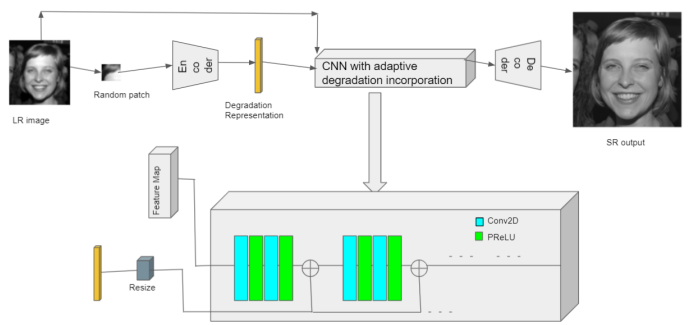 En
co
der
De
co
der
CNN with adaptive
degradation incorporation
Random patch
Degradation
Representation
LR image
SR output
Feature Map
Conv2D
PReLU
- - - - - -
Resize
- - -